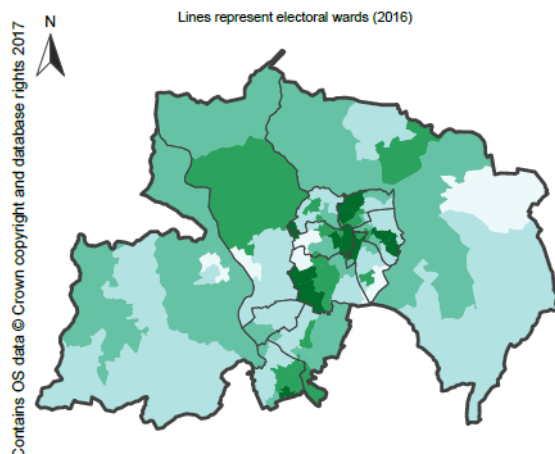 Lines represent electoral wards (2016)
N
Contains OS data © Crown copyright and database rights 2017